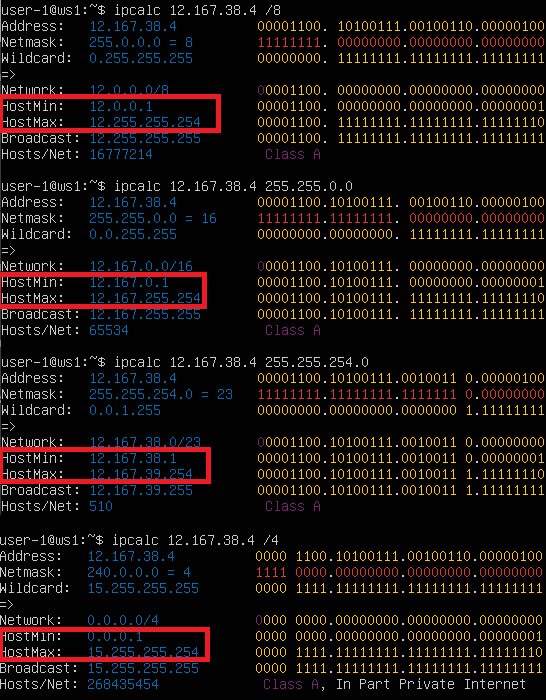 user-1@ws1:~$ ipcalc 12.167.38.4 /8
Address: 12.167.38.4 00001100. 10100111.00100110.00000100
Netmask: 255.0.0.0 = 8 11111111. 00000000.00000000.00000000
Wildcard: 0.255.255.255 00000000. 11111111.11111111.11111111
=>
Network: 12.0.0.0/8 00001100. 00000000.00000000.00000000
HostMin: 12.0.0.1 00001100. 00000000.00000000.00000001
HostMax: 12.255.255.254 00001100. 11111111.11111111.11111110
Broadcast: 12.255.255.255 00001100. 11111111.11111111.11111111
Hosts/Net: 16777214 Class A
user-1@ws1:~$ ipcalc 12.167.38.4 255.255.0.0
Address: 12.167.38.4 00001100.10100111. 00100110.00000100
Netmask: 255.255.0.0 = 16 11111111.11111111. 00000000.00000000
Wildcard: 0.0.255.255 00000000.00000000. 11111111.11111111
=>
Network: 12.167.0.0/16 00001100.10100111. 00000000.00000000
HostMin: 12.167.0.1 00001100.10100111. 00000000.00000001
HostMax: 12.167.255.254 00001100.10100111. 11111111.11111110
Broadcast: 12.167.255.255 00001100.10100111. 11111111.11111111
Hosts/Net: 65534 Class A
user-1@ws1:~$ ipcalc 12.167.38.4 255.255.254.0
Address: 12.167.38.4 00001100.10100111.0010011 0.00000100
Netmask: 255.255.254.0 = 23 11111111.11111111.1111111 0.00000000
Wildcard: 0.0.1.255 00000000.00000000.0000000 1.11111111
=>
Network: 12.167.38.0/23 00001100.10100111.0010011 0.00000000
HostMin: 12.167.38.1 00001100.10100111.0010011 0.00000001
HostMax: 12.167.39.254 00001100.10100111.0010011 1.11111110
Broadcast: 12.167.39.255 00001100.10100111.0010011 1.11111111
Hosts/Net: 510 Class A
user-1@ws1:~$ ipcalc 12.167.38.4 /4
Address: 12.167.38.4 0000 1100.10100111.00100110.00000100
Netmask: 240.0.0.0 = 4 1111 0000.00000000.00000000.00000000
Wildcard: 15.255.255.255 0000 1111.11111111.11111111.11111111
=>
Network: 0.0.0.0/4 0000 0000.00000000.00000000.00000000
HostMin: 0.0.0.1 0000 0000.00000000.00000000.00000001
HostMax: 15.255.255.254 0000 1111.11111111.11111111.11111110
Broadcast: 15.255.255.255 0000 1111.11111111.11111111.11111111
Hosts/Net: 268435454 Class A, In Part Private Internet